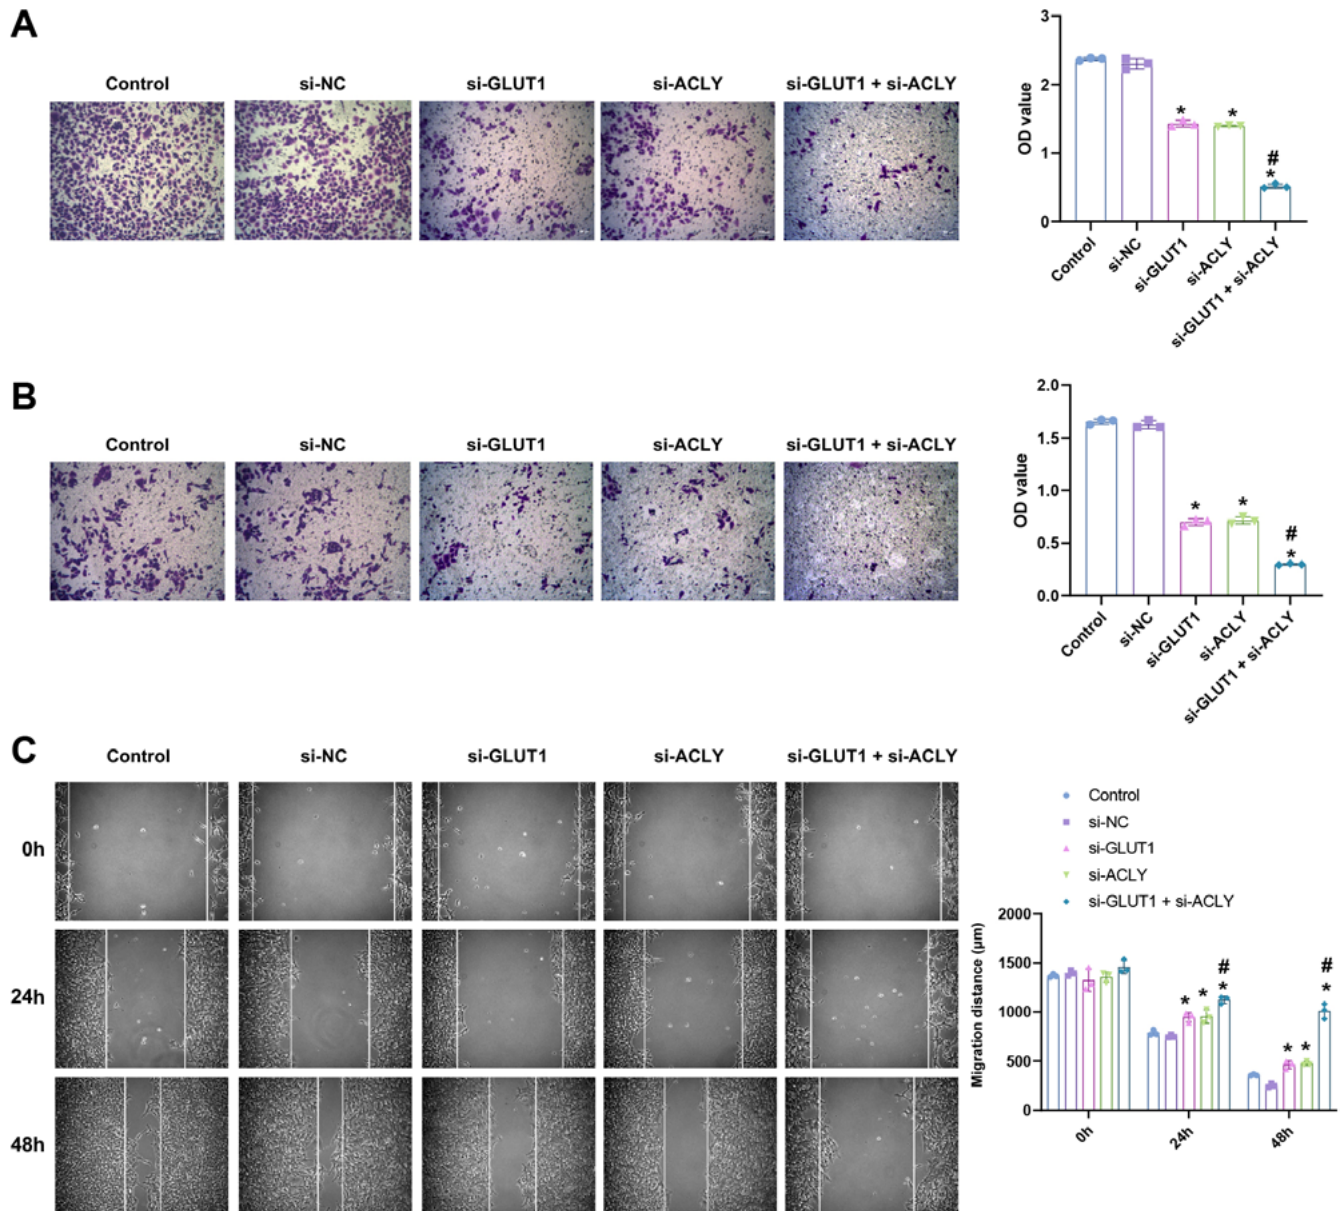 A
Control si-NC si-GLUT1 si-ACLY si-GLUT1 + si-ACLY
3
2
1
0
OD value
*
*
#
*
Control si-NC si-GLUT1 si-ACLY si-GLUT1 + si-ACLY
B
Control si-NC si-GLUT1 si-ACLY si-GLUT1 + si-ACLY
2.0
1.5
1.0
0.5
0.0
OD value
*
*
#
*
Control si-NC si-GLUT1 si-ACLY si-GLUT1 + si-ACLY
C
Control si-NC si-GLUT1 si-ACLY si-GLUT1 + si-ACLY
0h
24h
48h
Control
si-NC
si-GLUT1
si-ACLY
si-GLUT1 + si-ACLY
2000
1500
1000
500
0
Migration distance (μm)
* * # *
* * # *
0h 24h 48h